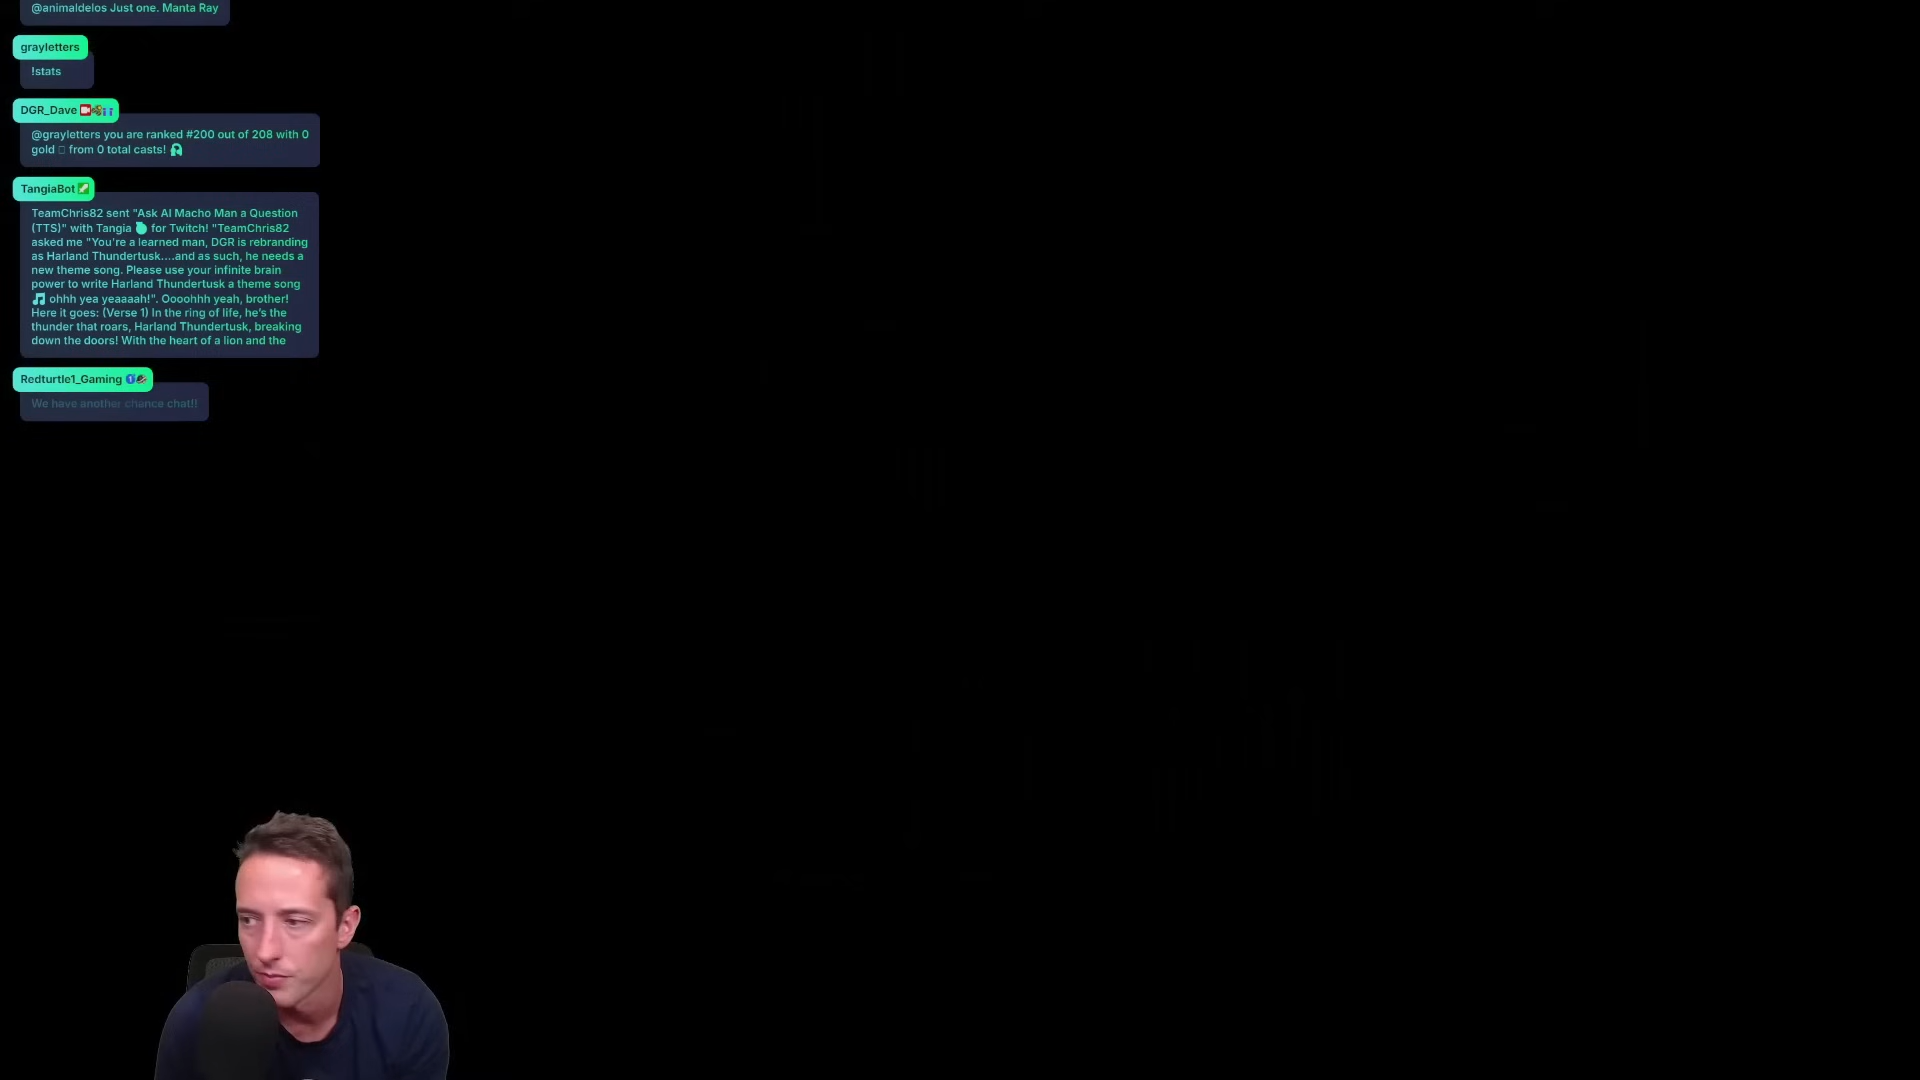 @animaldelos Just one. Manta Ray
grayletters
!stats
DGR_Dave
@grayletters you are ranked #200 out of 208 with 0
gold from 0 total casts!
TangiaBot
TeamChris82 sent "Ask AI Macho Man a Question
(TTS)" with Tangia for Twitch! "TeamChris82
asked me "You're a learned man, DGR is rebranding
as Harland Thundertusk....and as such, he needs a
new theme song. Please use your infinite brain
power to write Harland Thundertusk a theme song
🎵 ohhh yea yeaaaah!". Ooohhh yeah, brother!
Here it goes: (Verse 1) In the ring of life, he's the
thunder that roars, Harland Thundertusk, breaking
down the doors! With the heart of a lion and the
Redturtle1_Gaming
We have another chance chat!!